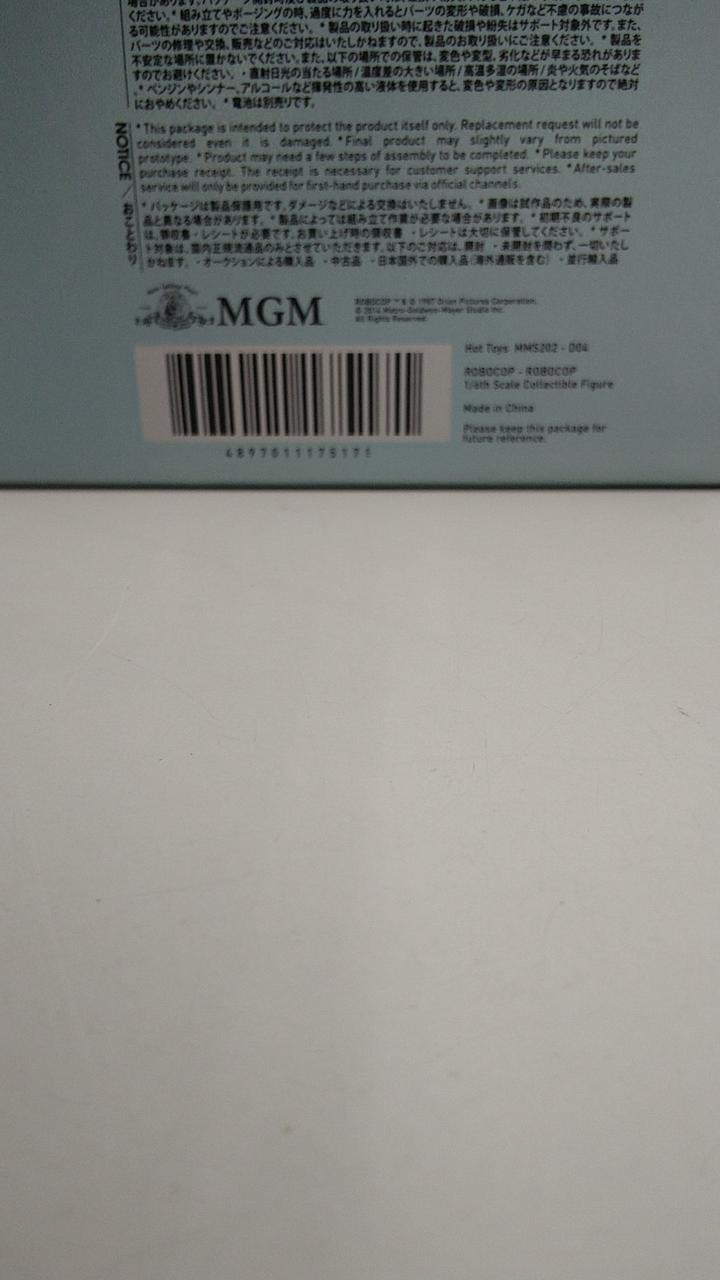 ください。* 組み立てやポージングの時、過度に力を入れるとパーツの変形や破損、ケガなど不慮の事故につなが
る可能性がありますのでご注意ください。 * 製品の取り扱い時に起きた破損や紛失はサポート対象外です。また、
パーツの修理や交換、販売などのご対応はいたしかねますので、製品のお取り扱いにご注意ください。 * 製品を
不安定な場所に置かないでください。また、以下の場所での保管は、変色や変型、劣化などが早まる恐れがありま
すのでお避けください。・直射日光の当たる場所/温度差の大きい場所/高温多湿の場所/炎や火気のそばなど
* ベンジンやシンナー、アルコールなど揮発性の高い液体を使用すると、変色や変形の原因となりますので絶対
におやめください。* 電池は別売りです。
NOTICE / おことわり
*This package is intended to protect the product itself only. Replacement request will not be
considered even it is damaged. *Final product may slightly vary from pictured
prototype. *Product may need a few steps of assembly to be completed. *Please keep your
purchase receipt. The receipt is necessary for customer support services. *After-sales
service will only be provided for first-hand purchase via official channels.
* パッケージは製品保護用です。ダメージなどによる交換はいたしません。 * 画像は試作品のため、実際の製
品と異なる場合があります。 * 製品によっては組み立て作業が必要な場合があります。 * 初期不良のサポート
は、領収書・レシートが必要です。お買い上げ時の領収書・レシートは大切に保管してください。 * サポー
ト対象は、国内正規流通品のみとさせていただきます。以下のご対応は、開封・未開封を問わず、一切いたし
かねます。・オークションによる購入品 ・中古品 ・日本国外での購入品(海外通販を含む) ・並行輸入品
MGM
ROBOCOP ™ & © 1987 Orion Pictures Corporation.
© 2014 Metro-Goldwyn-Mayer Studio Inc.
All Rights Reserved.
Hot Toys MMS202 - D04
ROBOCOP - ROBOCOP
1/6th Scale Collectible Figure
Made in China
Please keep this package for
future reference.
4897011175171